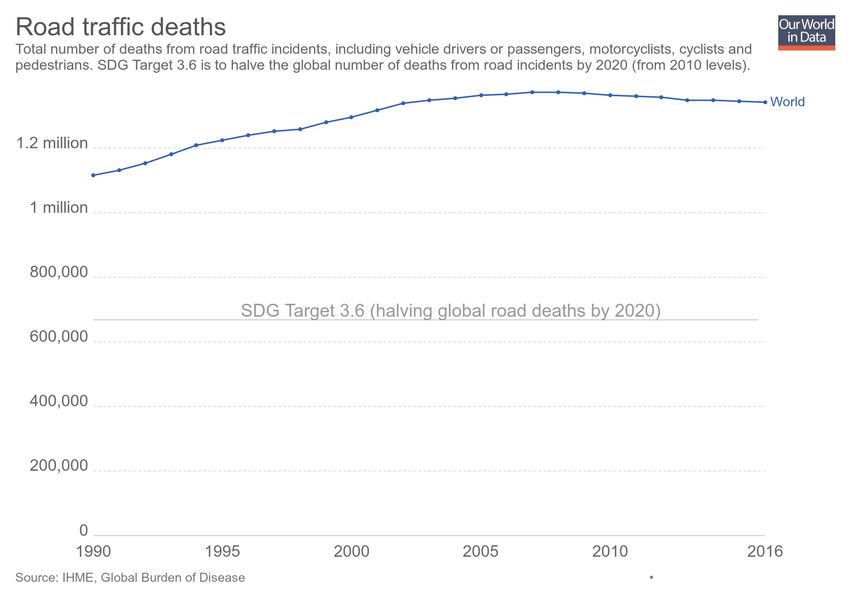 Road traffic deaths
Our World
in Data
Total number of deaths from road traffic incidents, including vehicle drivers or passengers, motorcyclists, cyclists and
pedestrians. SDG Target 3.6 is to halve the global number of deaths from road incidents by 2020 (from 2010 levels).
World
1.2 million
1 million
800,000
SDG Target 3.6 (halving global road deaths by 2020)
600,000
400,000
200,000
0
1990 1995 2000 2005 2010 2016
Source: IHME, Global Burden of Disease